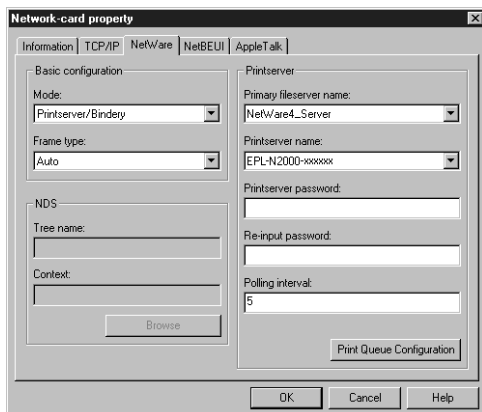 Network-card property
Information TCP/IP NetWare NetBEUI AppleTalk
Basic configuration
Mode:
Printserver/Bindery
Frame type:
Auto
NDS
Tree name:
Context:
Browse
Printserver
Primary fileserver name:
NetWare4_Server
Printserver name:
EPL-N2000-xxxxxx
Printserver password:
Re-input password:
Polling interval:
5
Print Queue Configuration
OK Cancel Help